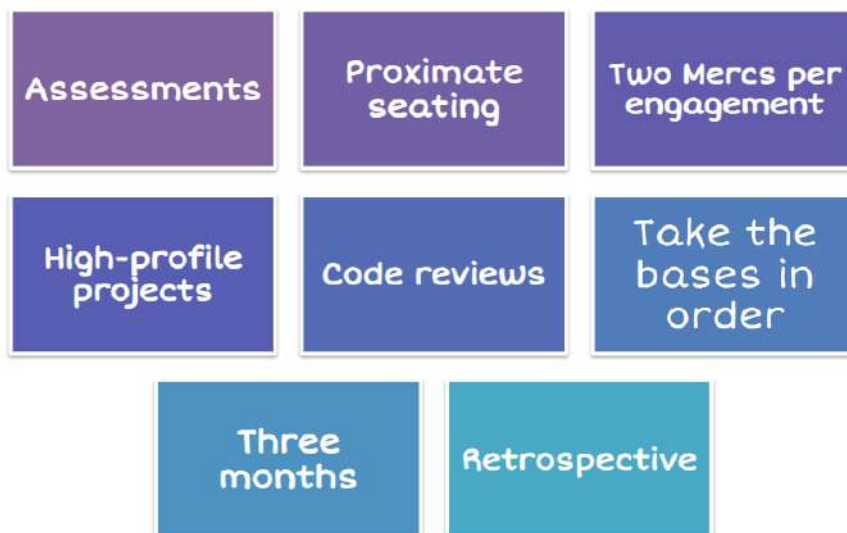 Assessments
Proximate
seating
Two Mercs per
engagement
High-profile
projects
Code reviews
Take the
bases in
order
Three
months
Retrospective